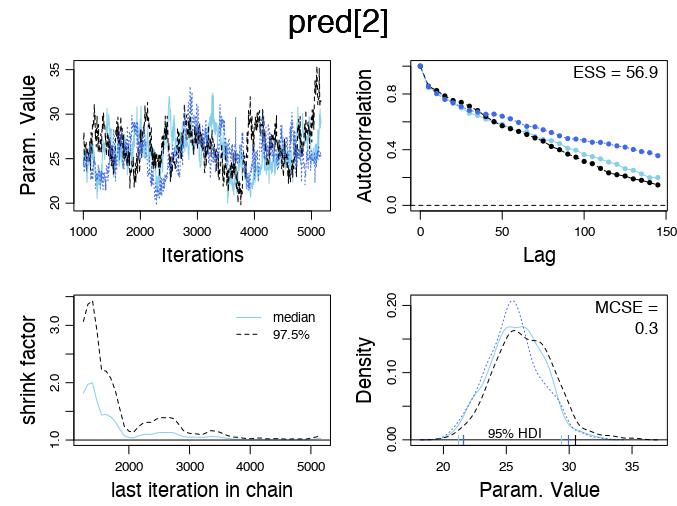 pred[2]
Param. Value
20 25 30 35
1000 2000 3000 4000 5000
Iterations
Autocorrelation
0.0 0.4 0.8
ESS = 56.9
0 50 100 150
Lag
shrink factor
1.0 2.0 3.0
median
97.5%
2000 3000 4000 5000
last iteration in chain
Density
0.00 0.10 0.20
MCSE =
0.3
95% HDI
20 25 30 35
Param. Value